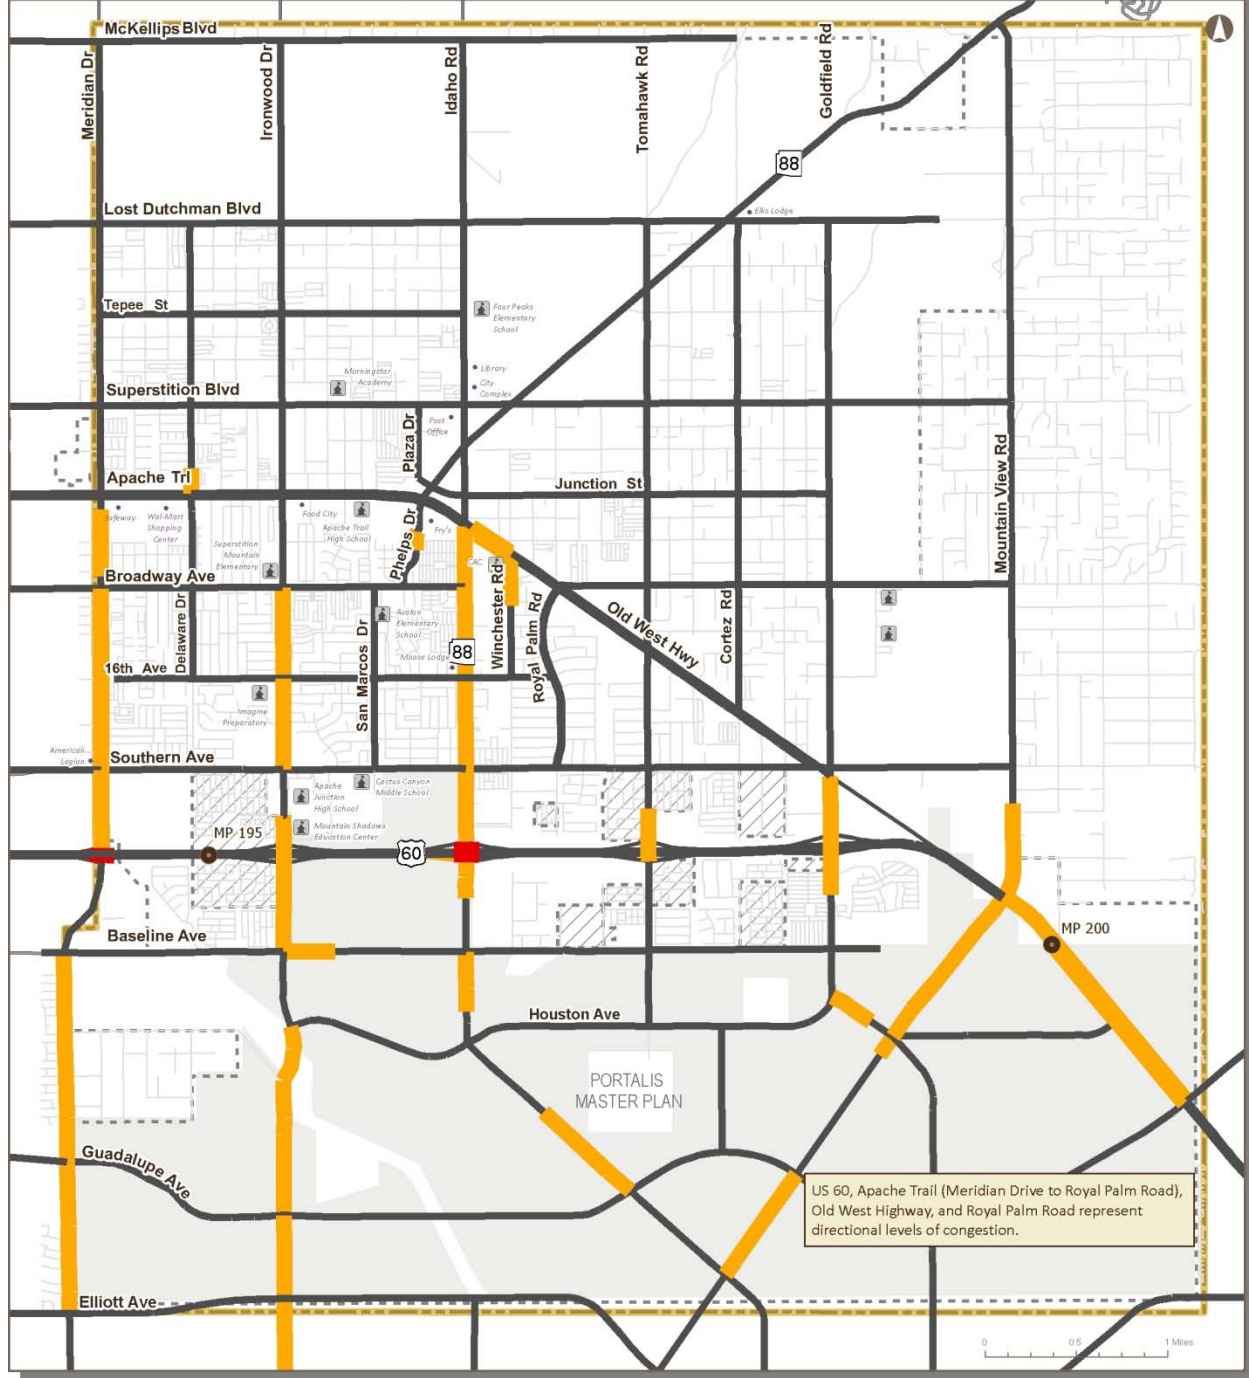 McKellips Blvd
Meridian Dr
Ironwood Dr
Idaho Rd
Tomahawk Rd
Goldfield Rd
88
Lost Dutchman Blvd
Elks Lodge
Tepee St
Four Peaks
Elementary
School
Morningstar
Academy
Library
City
Complex
Superstition Blvd
Plaza Dr
Post
Office
Mountain View Rd
Apache Trl
Junction St
Safeway
Wal-Mart
Shopping
Center
Food City
Apache Trail
High School
Phelps Dr
Fry's
Superstition
Mountain
Elementary
CAC
Broadway Ave
Delaware Dr
San Marcos Dr
Avalon
Elementary
School
Winchester Rd
Royal Palm Rd
Old West Hwy
Cortez Rd
Moose Lodge
88
16th Ave
Imagine
Preparatory
American
Legion
Southern Ave
Apache
Junction
High School
Cactus Canyon
Middle School
Mountain Shadows
Education Center
MP 195
60
Baseline Ave
MP 200
Houston Ave
PORTALIS
MASTER PLAN
Guadalupe Ave
US 60, Apache Trail (Meridian Drive to Royal Palm Road),
Old West Highway, and Royal Palm Road represent
directional levels of congestion.
Elliott Ave
0 0.5 1 Miles